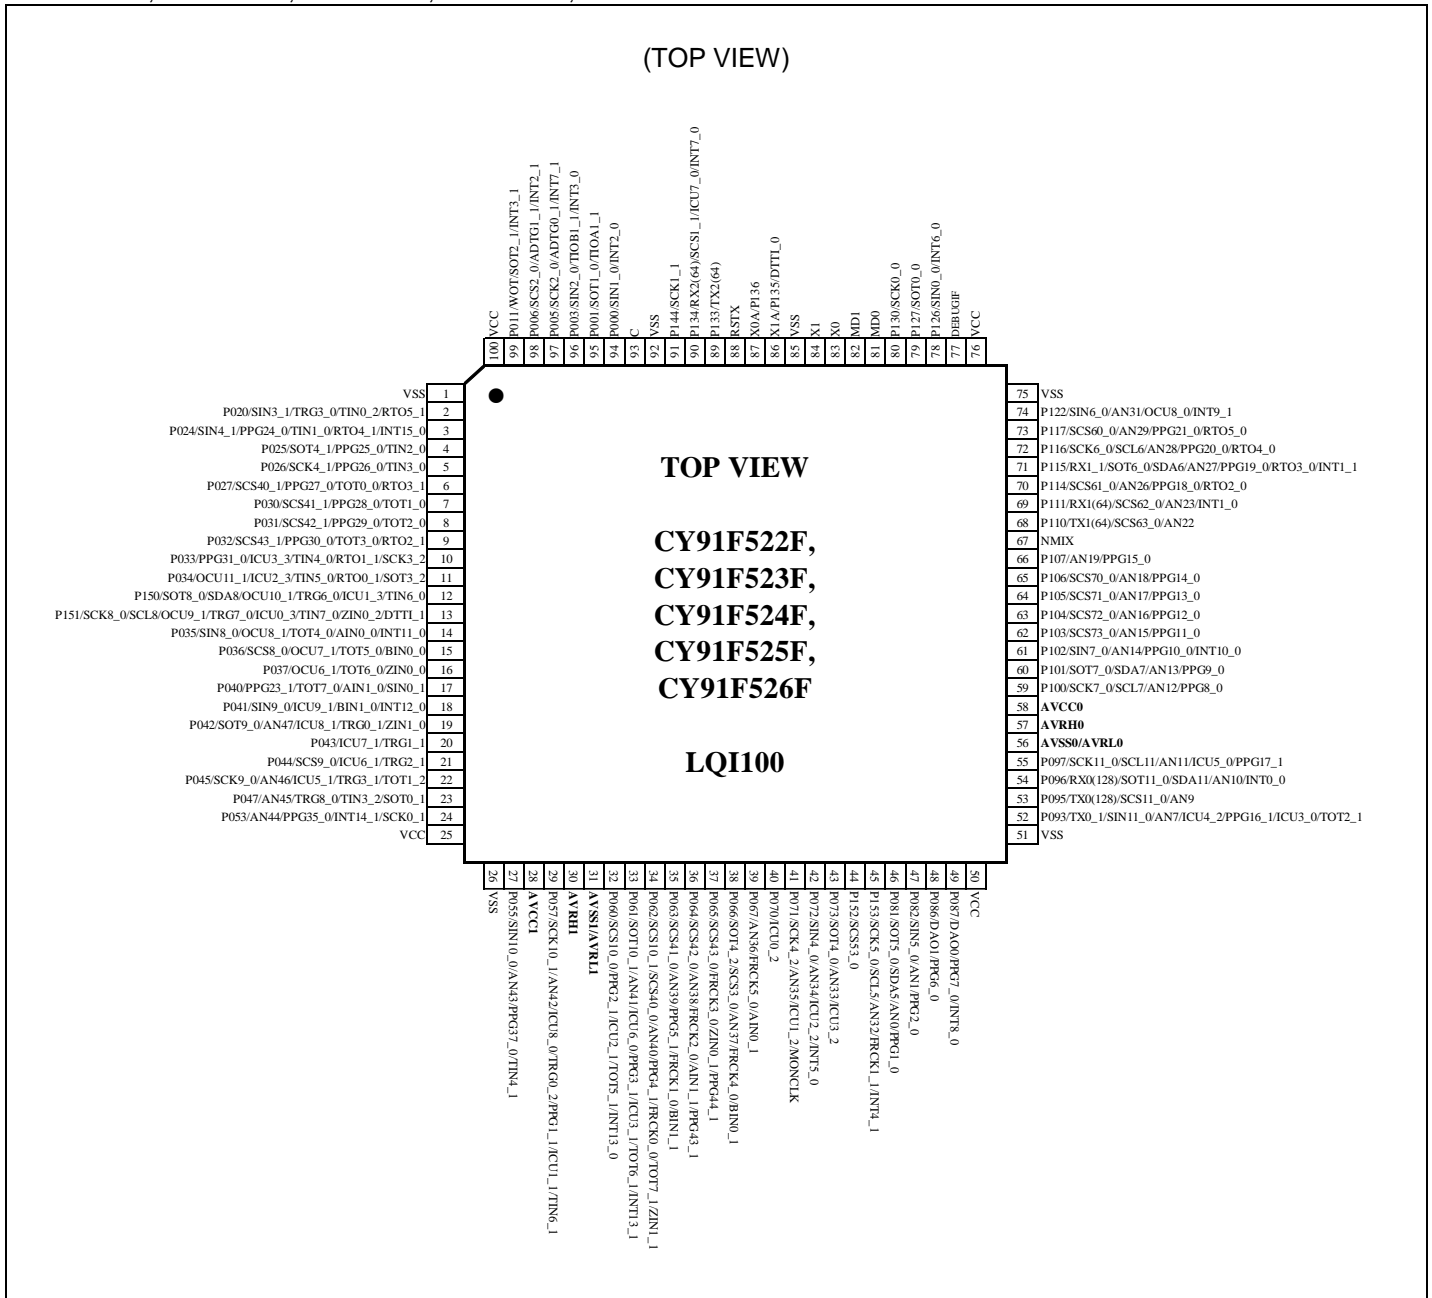 (TOP VIEW)
100 VCC
99 P011/WOT/SOT2_1/INT3_1
98 P006/SCS2_0/ADTG1_1/INT2_1
97 P005/SCK2_0/ADTG0_1/INT7_1
96 P003/SIN2_0/TIOB1_1/INT3_0
95 P001/SOT1_0/TIOA1_1
94 P000/SIN1_0/INT2_0
93 C
92 VSS
91 P144/SCK1_1
90 P134/RX2(64)/SCS1_1/ICU7_0/INT7_0
89 P133/TX2(64)
88 RSTX
87 X0A/P136
86 X1A/P135/DTTI_0
85 VSS
84 X1
83 X0
82 MD1
81 MD0
80 P130/SCK0_0
79 P127/SOT0_0
78 P126/SIN0_0/INT6_0
77 DEBUGIF
76 VCC
VSS 1
P020/SIN3_1/TRG3_0/TIN0_2/RTO5_1 2
P024/SIN4_1/PPG24_0/TIN1_0/RTO4_1/INT15_0 3
P025/SOT4_1/PPG25_0/TIN2_0 4
P026/SCK4_1/PPG26_0/TIN3_0 5
P027/SCS40_1/PPG27_0/TOT0_0/RTO3_1 6
P030/SCS41_1/PPG28_0/TOT1_0 7
P031/SCS42_1/PPG29_0/TOT2_0 8
P032/SCS43_1/PPG30_0/TOT3_0/RTO2_1 9
P033/PPG31_0/ICU3_3/TIN4_0/RTO1_1/SCK3_2 10
P034/OCU11_1/ICU2_3/TIN5_0/RTO0_1/SOT3_2 11
P150/SOT8_0/SDA8/OCU10_1/TRG6_0/ICU1_3/TIN6_0 12
P151/SCK8_0/SCL8/OCU9_1/TRG7_0/ICU0_3/TIN7_0/ZIN0_2/DTTI_1 13
P035/SIN8_0/OCU8_1/TOT4_0/AIN0_0/INT11_0 14
P036/SCS8_0/OCU7_1/TOT5_0/BIN0_0 15
P037/OCU6_1/TOT6_0/ZIN0_0 16
P040/PPG23_1/TOT7_0/AIN1_0/SIN0_1 17
P041/SIN9_0/ICU9_1/BIN1_0/INT12_0 18
P042/SOT9_0/AN47/ICU8_1/TRG0_1/ZIN1_0 19
P043/ICU7_1/TRG1_1 20
P044/SCS9_0/ICU6_1/TRG2_1 21
P045/SCK9_0/AN46/ICU5_1/TRG3_1/TOT1_2 22
P047/AN45/TRG8_0/TIN3_2/SOT0_1 23
P053/AN44/PPG35_0/INT14_1/SCK0_1 24
VCC 25
TOP VIEW
CY91F522F,
CY91F523F,
CY91F524F,
CY91F525F,
CY91F526F
LQI100
75 VSS
74 P122/SIN6_0/AN31/OCU8_0/INT9_1
73 P117/SCS60_0/AN29/PPG21_0/RTO5_0
72 P116/SCK6_0/SCL6/AN28/PPG20_0/RTO4_0
71 P115/RX1_1/SOT6_0/SDA6/AN27/PPG19_0/RTO3_0/INT1_1
70 P114/SCS61_0/AN26/PPG18_0/RTO2_0
69 P111/RX1(64)/SCS62_0/AN23/INT1_0
68 P110/TX1(64)/SCS63_0/AN22
67 NMIX
66 P107/AN19/PPG15_0
65 P106/SCS70_0/AN18/PPG14_0
64 P105/SCS71_0/AN17/PPG13_0
63 P104/SCS72_0/AN16/PPG12_0
62 P103/SCS73_0/AN15/PPG11_0
61 P102/SIN7_0/AN14/PPG10_0/INT10_0
60 P101/SOT7_0/SDA7/AN13/PPG9_0
59 P100/SCK7_0/SCL7/AN12/PPG8_0
58 AVCC0
57 AVRH0
56 AVSS0/AVRL0
55 P097/SCK11_0/SCL11/AN11/ICU5_0/PPG17_1
54 P096/RX0(128)/SOT11_0/SDA11/AN10/INT0_0
53 P095/TX0(128)/SCS11_0/AN9
52 P093/TX0_1/SIN11_0/AN7/ICU4_2/PPG16_1/ICU3_0/TOT2_1
51 VSS
26 VSS
27 P055/SIN10_0/AN43/PPG37_0/TIN4_1
28 AVCC1
29 P057/SCK10_1/AN42/ICU8_0/TRG0_2/PPG1_1/ICU1_1/TIN6_1
30 AVRH1
31 AVSS1/AVRL1
32 P060/SCS10_0/PPG2_1/ICU2_1/TOT5_1/INT13_0
33 P061/SOT10_1/AN41/ICU6_0/PPG3_1/ICU3_1/TOT6_1/INT13_1
34 P062/SCS10_1/SCS40_0/AN40/PPG4_1/FRCK0_0/TOT7_1/ZIN1_1
35 P063/SCS41_0/AN39/PPG5_1/FRCK1_0/BIN1_1
36 P064/SCS42_0/AN38/FRCK2_0/AIN1_1/PPG43_1
37 P065/SCS43_0/FRCK3_0/ZIN0_1/PPG44_1
38 P066/SOT4_2/SCS3_0/AN37/FRCK4_0/BIN0_1
39 P067/AN36/FRCK5_0/AIN0_1
40 P070/ICU0_2
41 P071/SCK4_2/AN35/ICU1_2/MONCLK
42 P072/SIN4_0/AN34/ICU2_2/INT5_0
43 P073/SOT4_0/AN33/ICU3_2
44 P152/SCS53_0
45 P153/SCK5_0/SCL5/AN32/FRCK1_1/INT4_1
46 P081/SOT5_0/SDA5/AN0/PPG1_0
47 P082/SIN5_0/AN1/PPG2_0
48 P086/DAO1/PPG6_0
49 P087/DAO0/PPG7_0/INT8_0
50 VCC